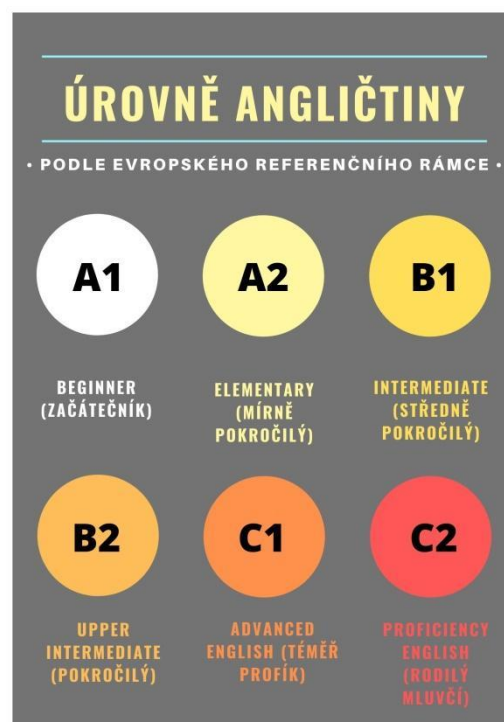 ÚROVNĚ ANGLIČTINY
• PODLE EVROPSKÉHO REFERENČNÍHO RÁMCE •
A1
A2
B1
BEGINNER
(ZAČÁTEČNÍK)
ELEMENTARY
(MÍRNĚ
POKROČILÝ)
INTERMEDIATE
(STŘEDNĚ
POKROČILÝ)
B2
C1
C2
UPPER
INTERMEDIATE
(POKROČILÝ)
ADVANCED
ENGLISH (TÉMĚŘ
PROFÍK)
PROFICIENCY
ENGLISH
(RODILÝ
MLUVČÍ)